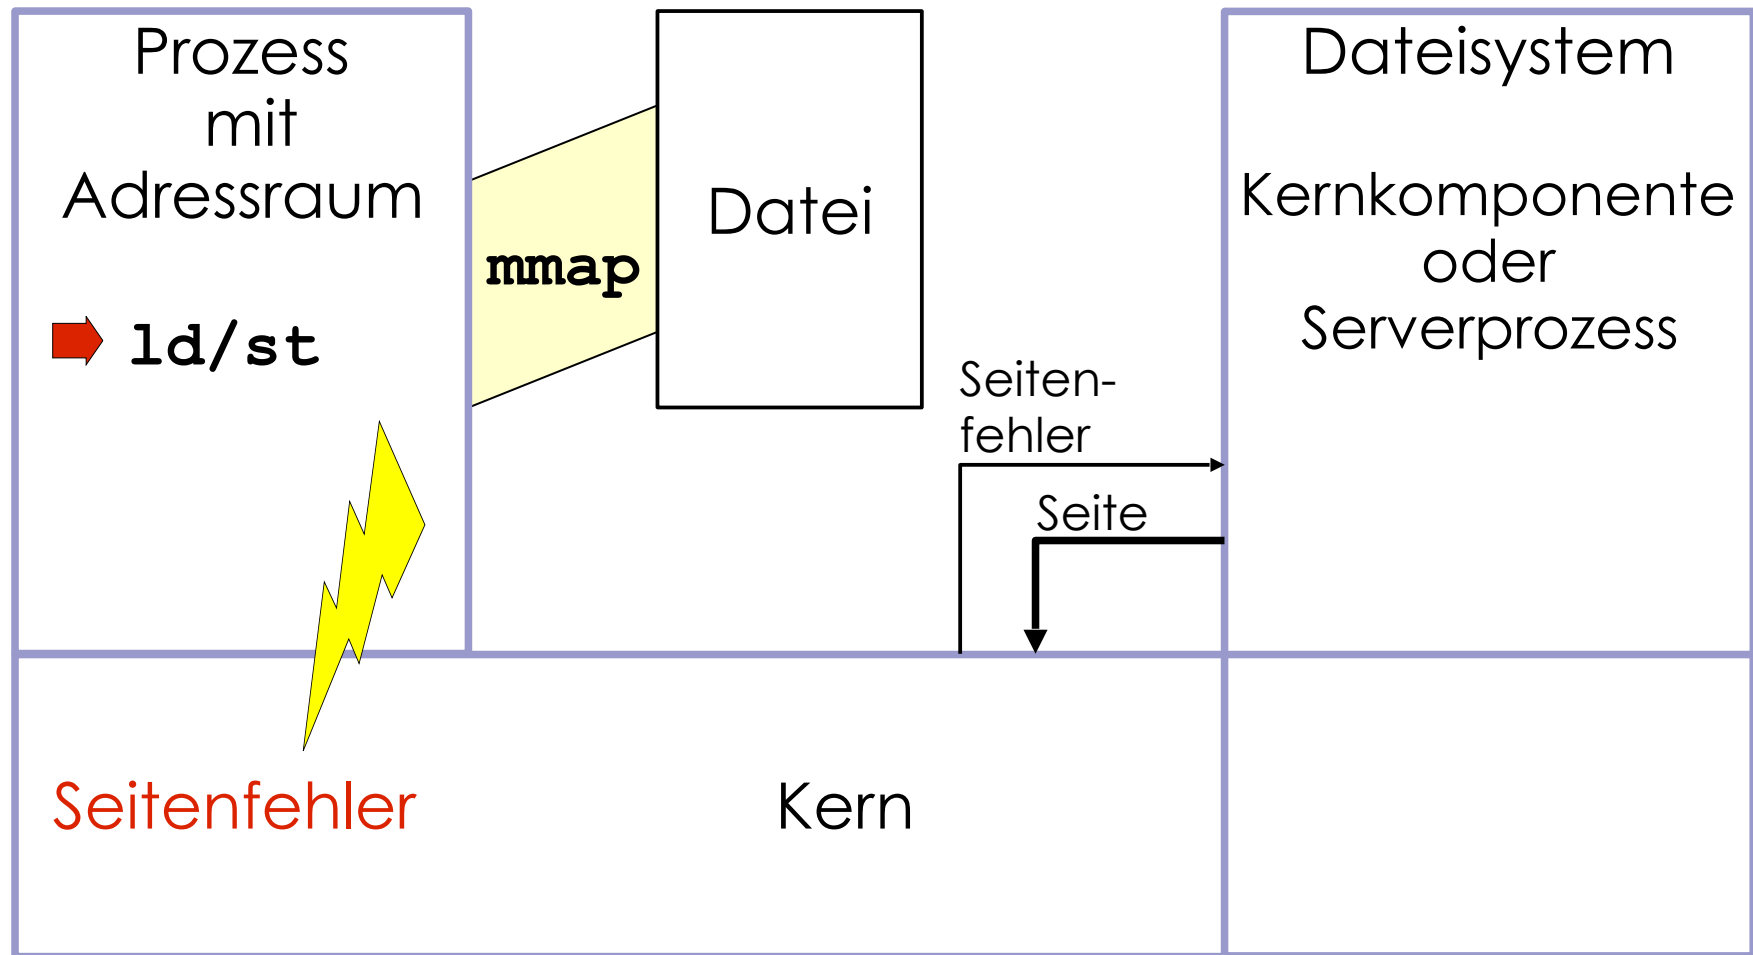 Prozess
mit
Adressraum
ld/st
mmap
Datei
Dateisystem
Kernkomponente
oder
Serverprozess
Seiten-
fehler
Seite
Seitenfehler
Kern